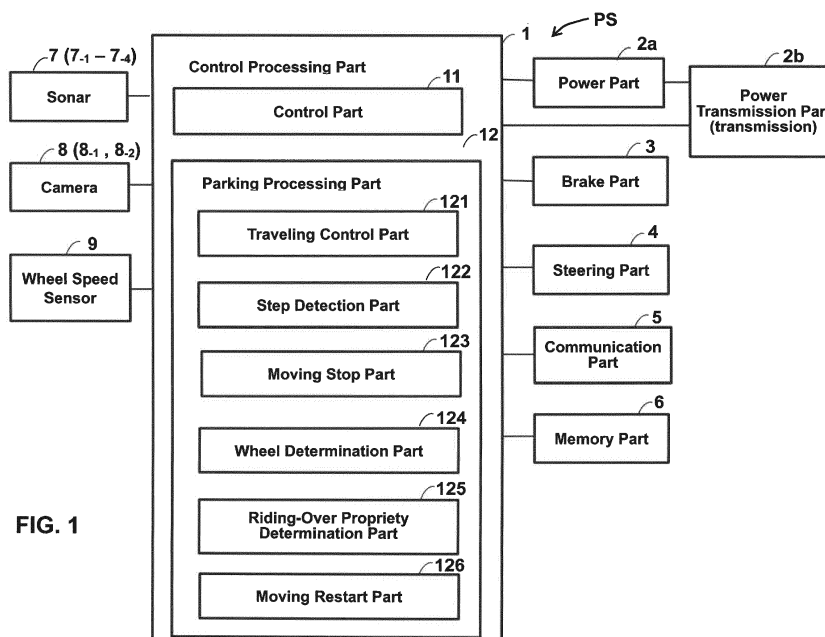 PS
1
7 (7-1 – 7-4)
Sonar
8 (8-1 , 8-2)
Camera
9
Wheel Speed
Sensor
Control Processing Part
11
Control Part
12
Parking Processing Part
121
Traveling Control Part
122
Step Detection Part
123
Moving Stop Part
124
Wheel Determination Part
125
Riding-Over Propriety
Determination Part
126
Moving Restart Part
2a
Power Part
2b
Power
Transmission Part
(transmission)
3
Brake Part
4
Steering Part
5
Communication
Part
6
Memory Part
FIG. 1